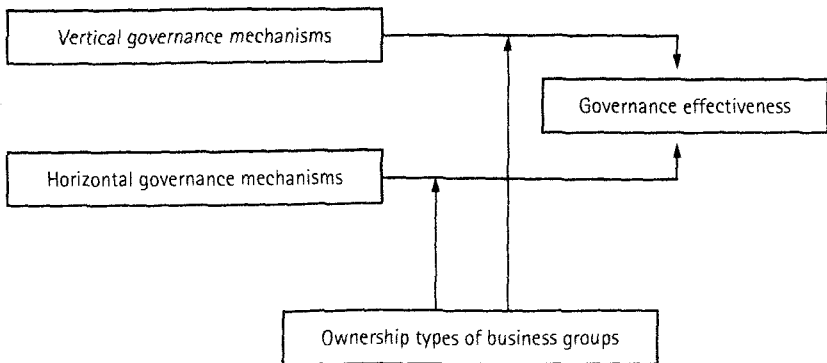 Vertical governance mechanisms
Governance effectiveness
Horizontal governance mechanisms
Ownership types of business groups